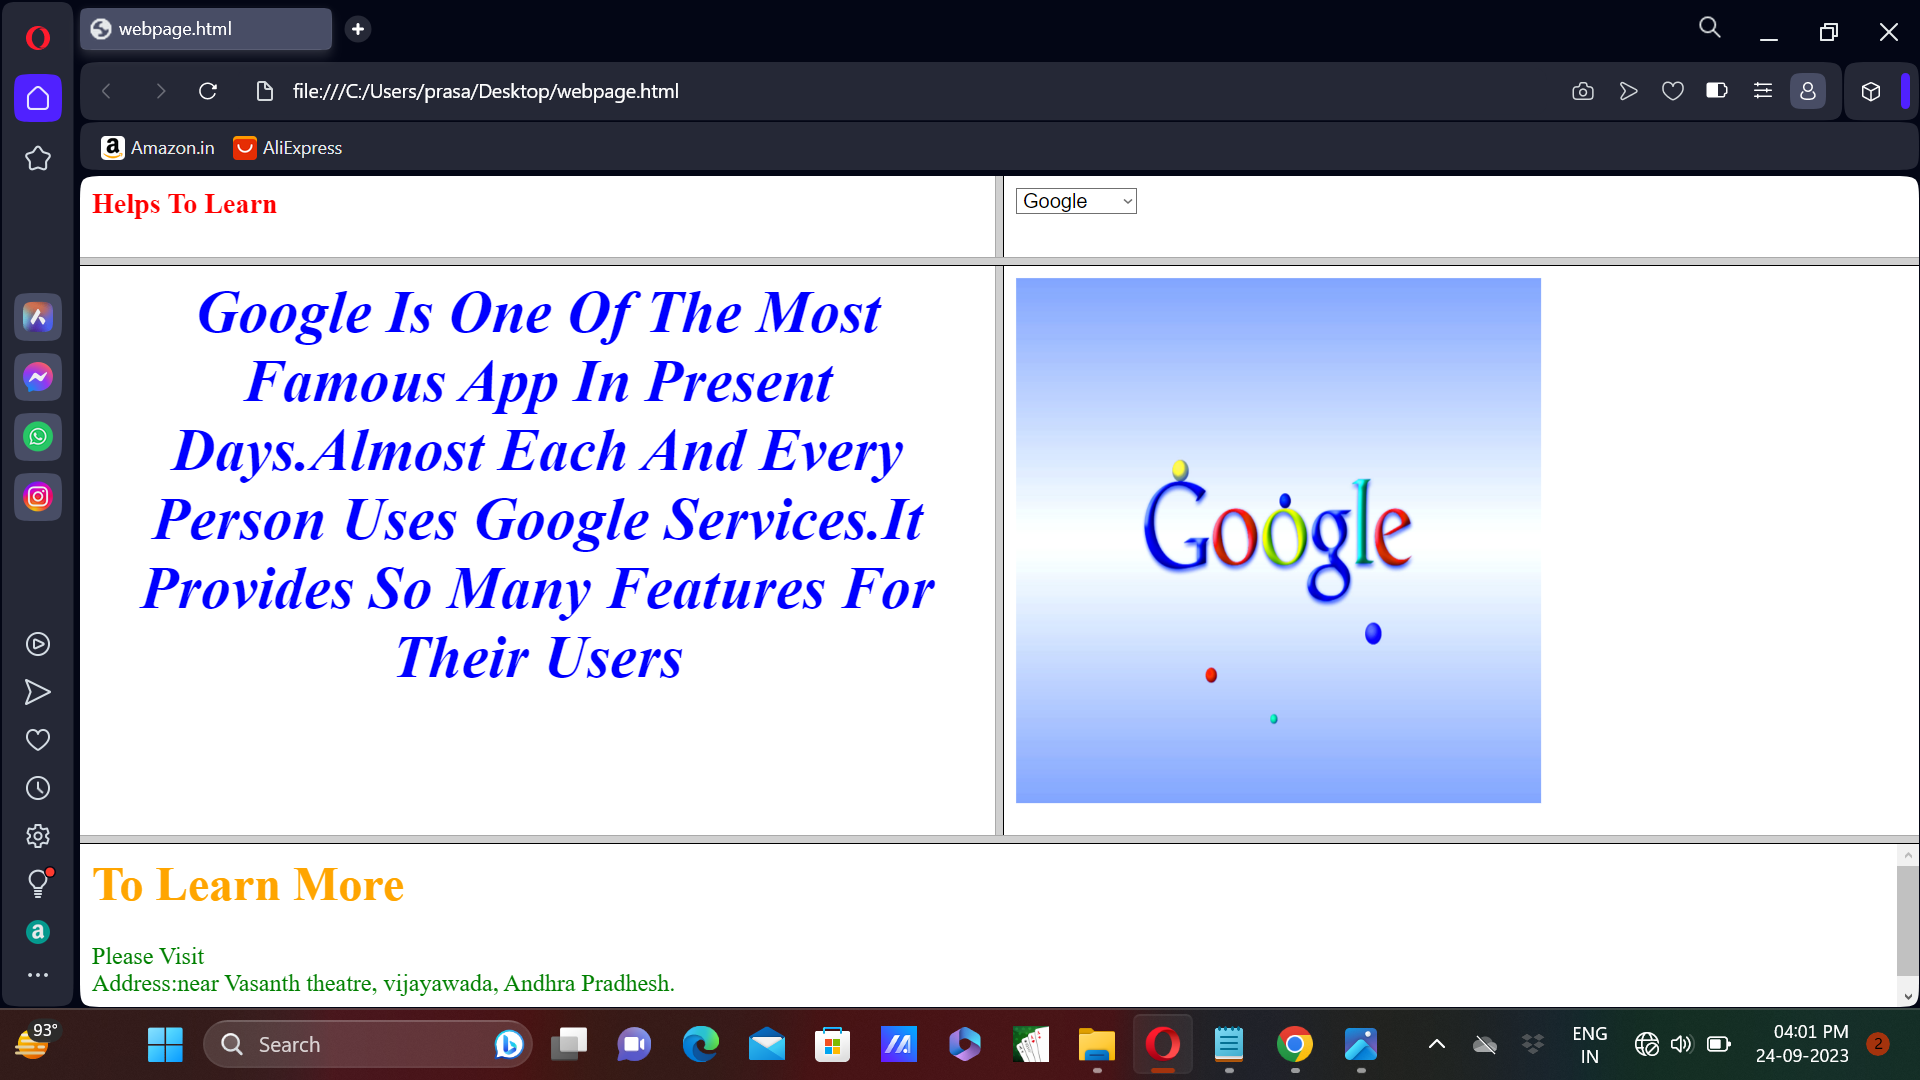 webpage.html
file:///C:/Users/prasa/Desktop/webpage.html
Amazon.in AliExpress
Helps To Learn
Google
Google Is One Of The Most
Famous App In Present
Days.Almost Each And Every
Person Uses Google Services.It
Provides So Many Features For
Their Users
Google
To Learn More
Please Visit
Address:near Vasanth theatre, vijayawada, Andhra Pradhesh.
93°
Search
ENG
IN
04:01 PM
24-09-2023
2